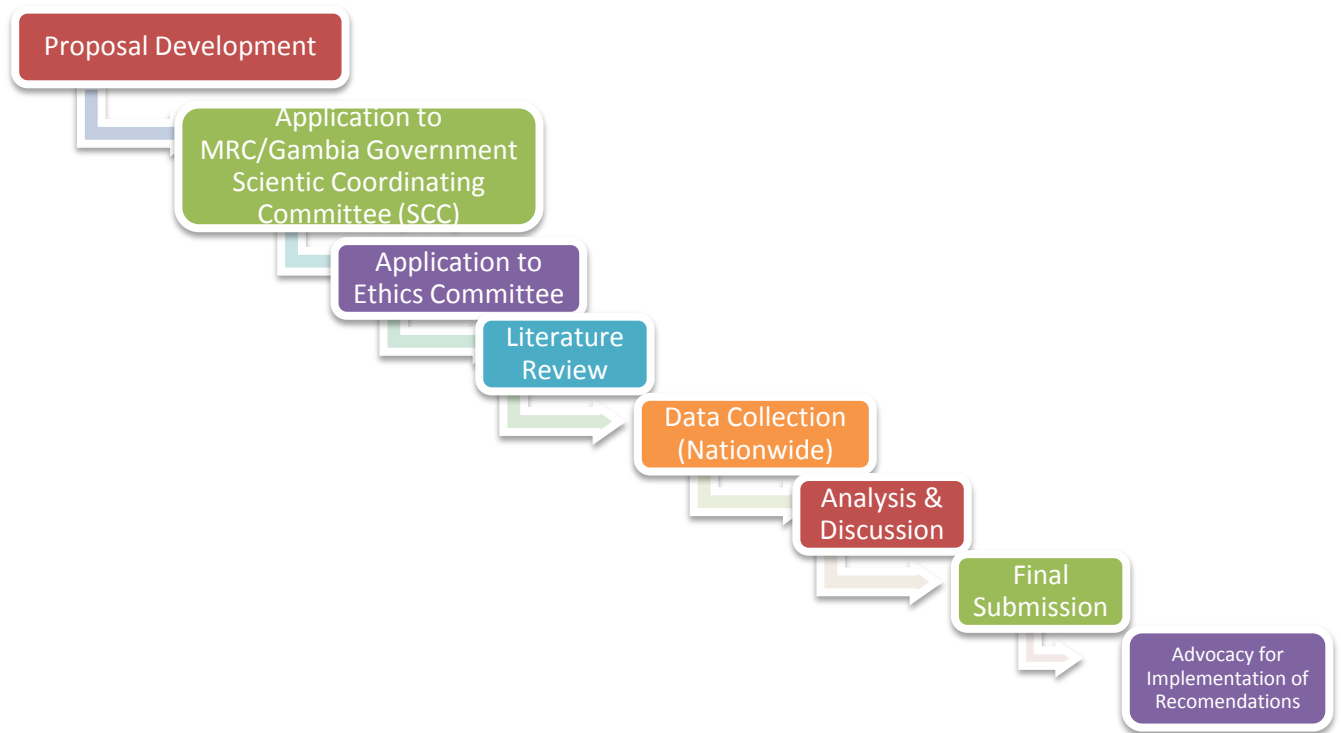 Proposal Development
Application to
MRC/Gambia Government
Scientic Coordinating
Committee (SCC)
Application to
Ethics Committee
Literature
Review
Data Collection
(Nationwide)
Analysis &
Discussion
Final
Submission
Advocacy for
Implementation of
Recomendations